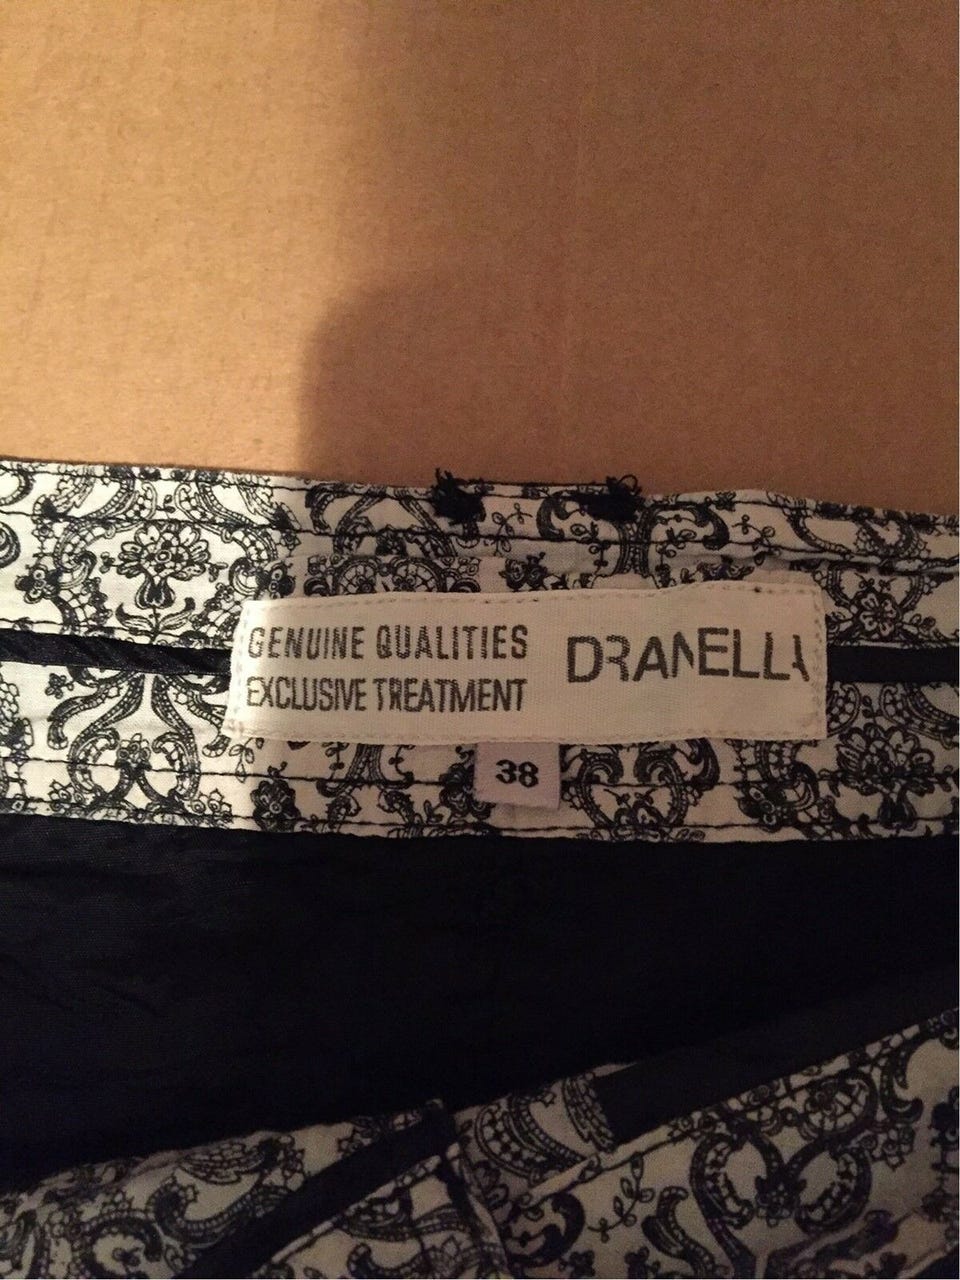 GENUINE QUALITIES
EXCLUSIVE TREATMENT
DRANELLA
38